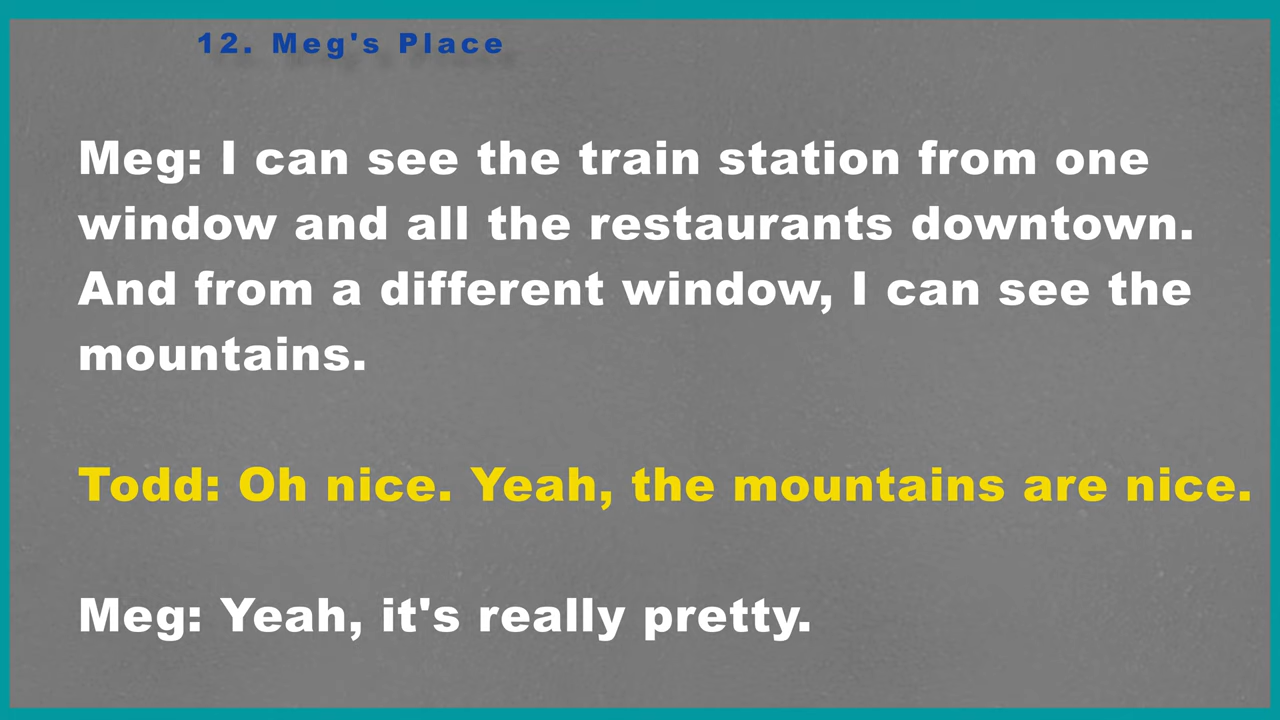 12. Meg's Place
Meg: I can see the train station from one
window and all the restaurants downtown.
And from a different window, I can see the
mountains.
Todd: Oh nice. Yeah, the mountains are nice.
Meg: Yeah, it's really pretty.